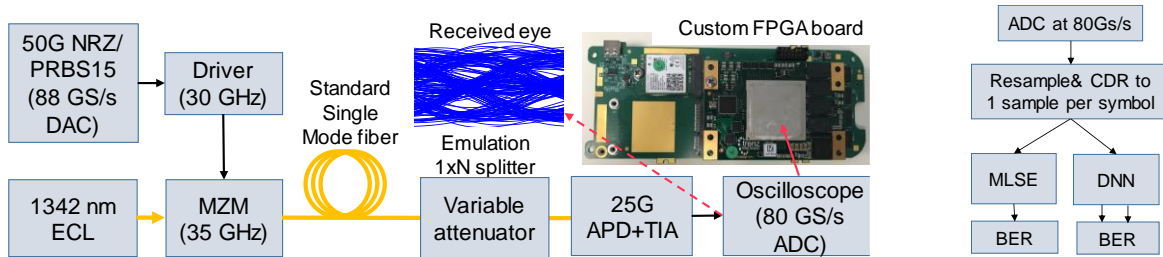 50G NRZ/
PRBS15
(88 GS/s
DAC)
Driver
(30 GHz)
Standard
Single
Mode fiber
Received eye
Custom FPGA board
Emulation
1xN splitter
1342 nm
ECL
MZM
(35 GHz)
Variable
attenuator
25G
APD+TIA
Oscilloscope
(80 GS/s
ADC)
ADC at 80Gs/s
Resample& CDR to
1 sample per symbol
MLSE
DNN
BER
BER